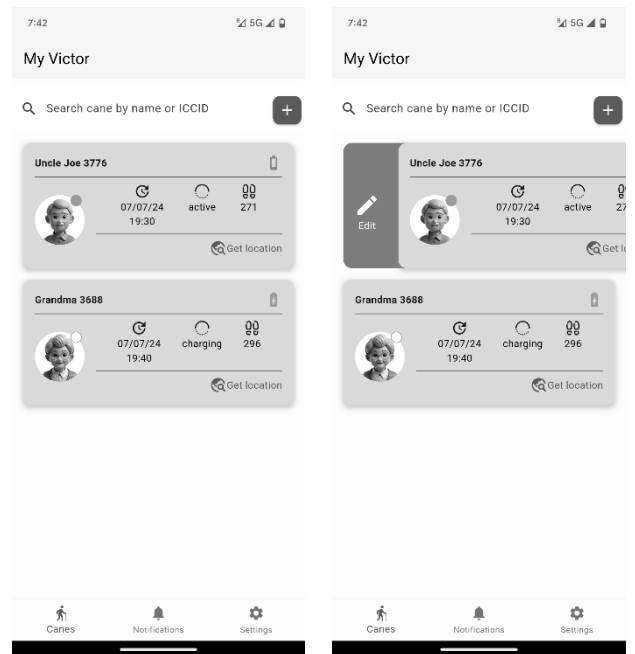 7:42
5G
My Victor
Search cane by name or ICCID
+
Uncle Joe 3776
07/07/24 active 271
19:30
Get location
Grandma 3688
07/07/24 charging 296
19:40
Get location
Canes Notifications Settings
7:42
5G
My Victor
Search cane by name or ICCID
+
Uncle Joe 3776
07/07/24 active 27
19:30
Edit
Get lo
Grandma 3688
07/07/24 charging 296
19:40
Get location
Canes Notifications Settings